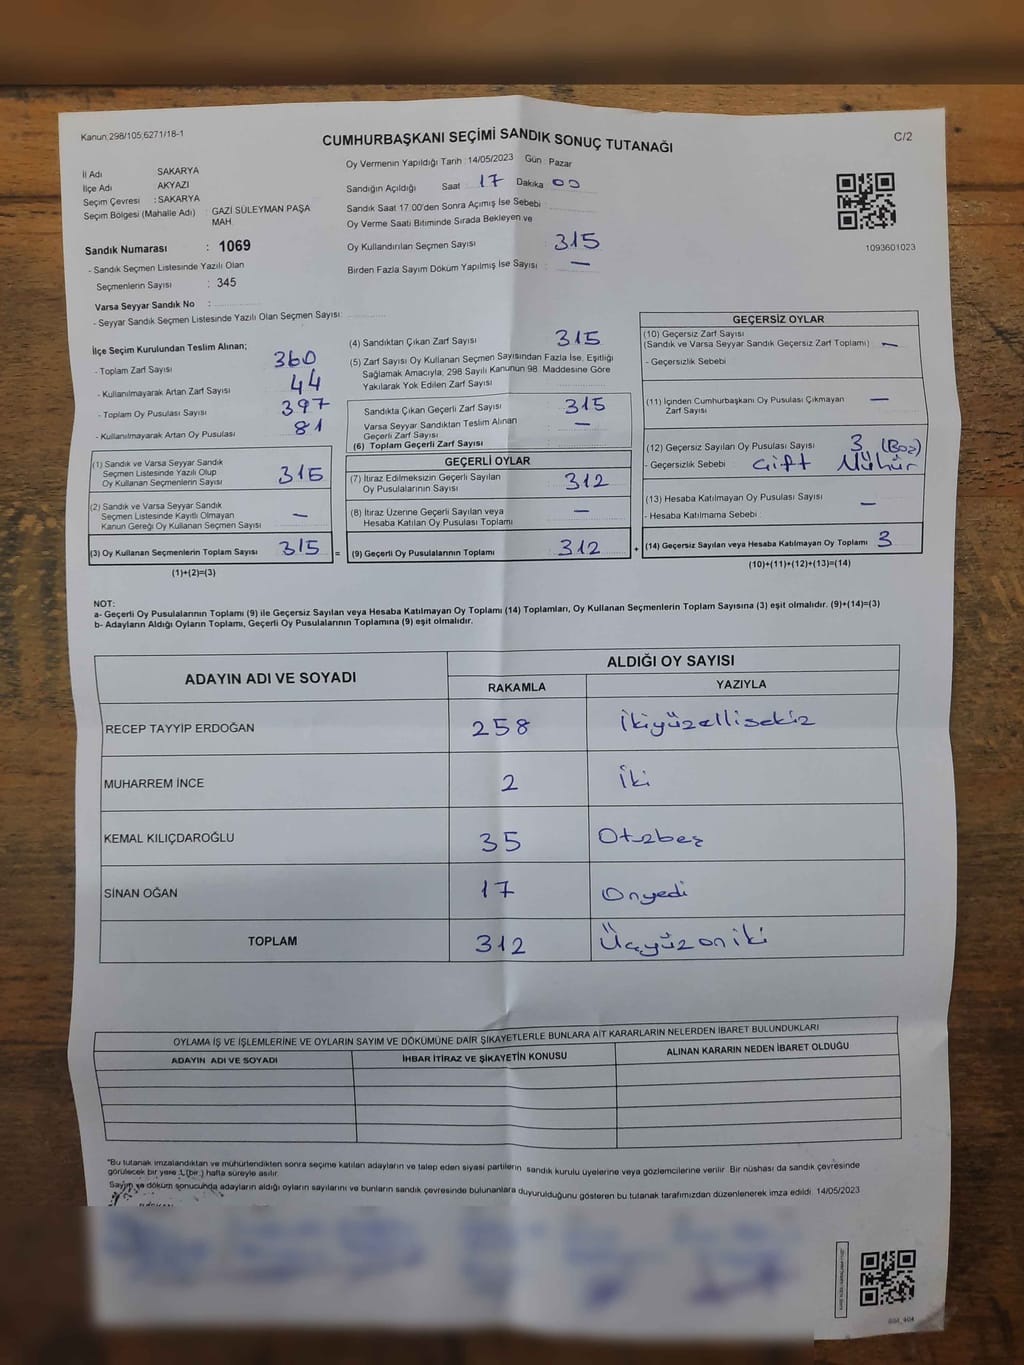 Kanun; 298/105;6271/18-1
CUMHURBAŞKANI SEÇİMİ SANDIK SONUÇ TUTANAĞI
C/2
İl Adı SAKARYA
İlçe Adı AKYAZI
Seçim Çevresi : SAKARYA
Seçim Bölgesi (Mahalle Adı) : GAZİ SÜLEYMAN PAŞA MAH.
Sandık Numarası : 1069
- Sandık Seçmen Listesinde Yazılı Olan
Seçmenlerin Sayısı : 345
Varsa Seyyar Sandık No :
- Seyyar Sandık Seçmen Listesinde Yazılı Olan Seçmen Sayısı:
Oy Vermenin Yapıldığı Tarih : 14/05/2023 Gün : Pazar
Sandığın Açıldığı Saat 17 Dakika 00
Sandık Saat 17:00'den Sonra Açımış İse Sebebi :
Oy Verme Saati Bitiminde Sırada Bekleyen ve
Oy Kullandırılan Seçmen Sayısı : 315
Birden Fazla Sayım Döküm Yapılmış İse Sayısı : —
1093601023
İlçe Seçim Kurulundan Teslim Alınan;
- Toplam Zarf Sayısı 360
- Kullanılmayarak Artan Zarf Sayısı 44
- Toplam Oy Pusulası Sayısı 397
- Kullanılmayarak Artan Oy Pusulası 81
(1) Sandık ve Varsa Seyyar Sandık
Seçmen Listesinde Yazılı Olup
Oy Kullanan Seçmenlerin Sayısı 315
(2) Sandık ve Varsa Seyyar Sandık
Seçmen Listesinde Kayıtlı Olmayan
Kanun Gereği Oy Kullanan Seçmen Sayısı —
(3) Oy Kullanan Seçmenlerin Toplam Sayısı 315 =
(1)+(2)=(3)
(4) Sandıktan Çıkan Zarf Sayısı 315
(5) Zarf Sayısı Oy Kullanan Seçmen Sayısından Fazla İse, Eşitliği
Sağlamak Amacıyla; 298 Sayılı Kanunun 98. Maddesine Göre
Yakılarak Yok Edilen Zarf Sayısı
Sandıkta Çıkan Geçerli Zarf Sayısı 315
Varsa Seyyar Sandıktan Teslim Alınan
Geçerli Zarf Sayısı —
(6) Toplam Geçerli Zarf Sayısı
GEÇERLİ OYLAR
(7) İtiraz Edilmeksizin Geçerli Sayılan
Oy Pusulalarının Sayısı 312
(8) İtiraz Üzerine Geçerli Sayılan veya
Hesaba Katılan Oy Pusulası Toplamı —
(9) Geçerli Oy Pusulalarının Toplamı 312 +
GEÇERSİZ OYLAR
(10) Geçersiz Zarf Sayısı
(Sandık ve Varsa Seyyar Sandık Geçersiz Zarf Toplamı) —
- Geçersizlik Sebebi
(11) İçinden Cumhurbaşkanı Oy Pusulası Çıkmayan
Zarf Sayısı —
(12) Geçersiz Sayılan Oy Pusulası Sayısı 3 (Boş)
- Geçersizlik Sebebi Çift Mühür
(13) Hesaba Katılmayan Oy Pusulası Sayısı —
- Hesaba Katılmama Sebebi :
(14) Geçersiz Sayılan veya Hesaba Katılmayan Oy Toplamı 3
(10)+(11)+(12)+(13)=(14)
NOT:
a- Geçerli Oy Pusulalarının Toplamı (9) ile Geçersiz Sayılan veya Hesaba Katılmayan Oy Toplamı (14) Toplamları, Oy Kullanan Seçmenlerin Toplam Sayısına (3) eşit olmalıdır. (9)+(14)=(3)
b- Adayların Aldığı Oyların Toplamı, Geçerli Oy Pusulalarının Toplamına (9) eşit olmalıdır.
ADAYIN ADI VE SOYADI ALDIĞI OY SAYISI
RAKAMLA YAZIYLA
RECEP TAYYİP ERDOĞAN 258 İkiyüzellisekiz
MUHARREM İNCE 2 İki
KEMAL KILIÇDAROĞLU 35 Otuzbeş
SİNAN OĞAN 17 Onyedi
TOPLAM 312 Üçyüzoniki
OYLAMA İŞ VE İŞLEMLERİNE VE OYLARIN SAYIM VE DÖKÜMÜNE DAİR ŞİKAYETLERLE BUNLARA AİT KARARLARIN NELERDEN İBARET BULUNDUKLARI
ADAYIN ADI VE SOYADI İHBAR İTİRAZ VE ŞİKAYETİN KONUSU ALINAN KARARIN NEDEN İBARET OLDUĞU
*Bu tutanak imzalandıktan ve mühürlendikten sonra seçime katılan adayların ve talep eden siyasi partilerin sandık kurulu üyelerine veya gözlemcilerine verilir. Bir nüshası da sandık çevresinde
görülecek bir yere 1 (bir) hafta süreyle asılır.
Sayım ve döküm sonucunda adayların aldığı oyların sayılarını ve bunların sandık çevresinde bulunanlara duyurulduğunu gösteren bu tutanak tarafımızdan düzenlenerek imza edildi. 14/05/2023